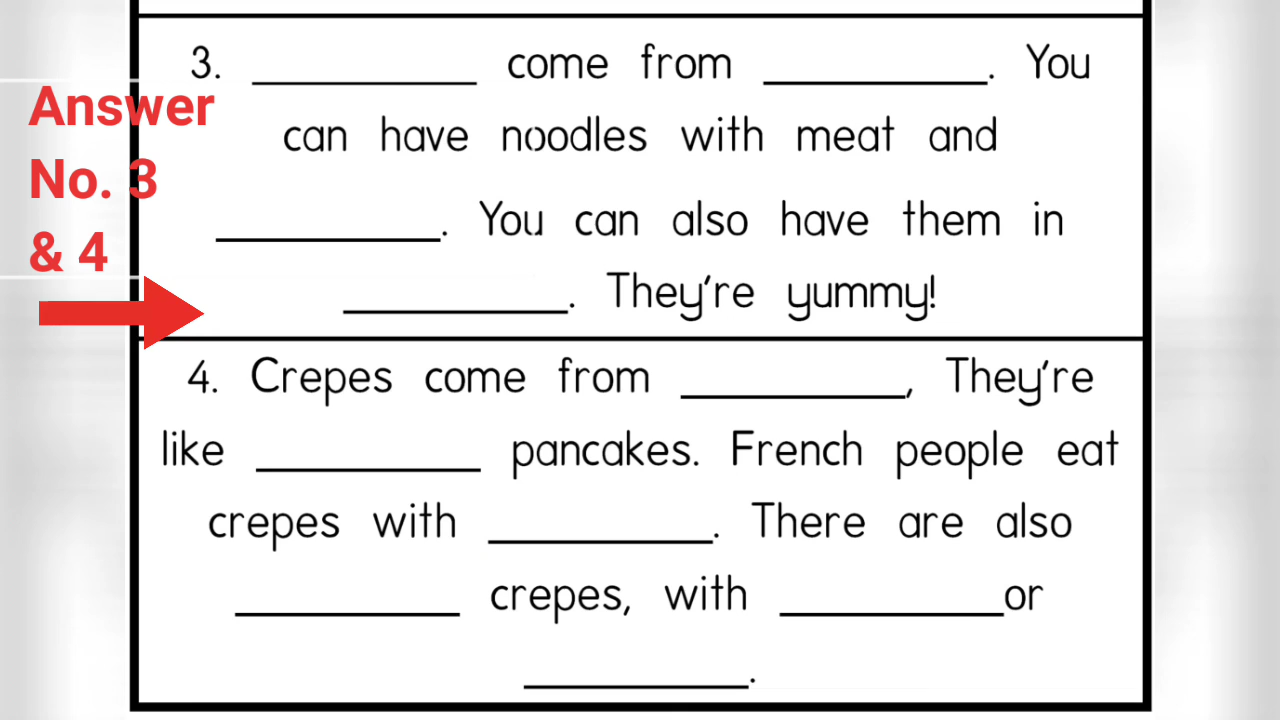 Answer
No. 3
& 4
3. __________ come from __________. You
can have noodles with meat and
__________. You can also have them in
__________. They're yummy!
4. Crepes come from __________, They're
like __________ pancakes. French people eat
crepes with __________. There are also
__________ crepes, with __________or
__________.